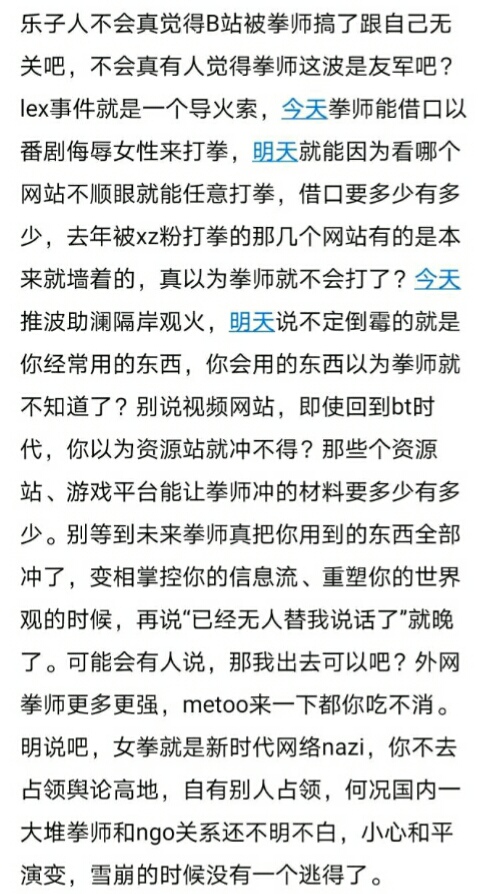 乐子人不会真觉得B站被拳师搞了跟自己无
关吧，不会真有人觉得拳师这波是友军吧？
lex事件就是一个导火索，今天拳师能借口以
番剧侮辱女性来打拳，明天就能因为看哪个
网站不顺眼就能任意打拳，借口要多少有多
少，去年被xz粉打拳的那几个网站有的是本
来就墙着的，真以为拳师就不会打了？今天
推波助澜隔岸观火，明天说不定倒霉的就是
你经常用的东西，你会用的东西以为拳师就
不知道了？别说视频网站，即使回到bt时
代，你以为资源站就冲不得？那些个资源
站、游戏平台能让拳师冲的材料要多少有多
少。别等到未来拳师真把你用到的东西全部
冲了，变相掌控你的信息流、重塑你的世界
观的时候，再说“已经无人替我说话了”就晚
了。可能会有人说，那我出去可以吧？外网
拳师更多更强，metoo来一下都你吃不消。
明说吧，女拳就是新时代网络nazi，你不去
占领舆论高地，自有别人占领，何况国内一
大堆拳师和ngo关系还不明不白，小心和平
演变，雪崩的时候没有一个逃得了。